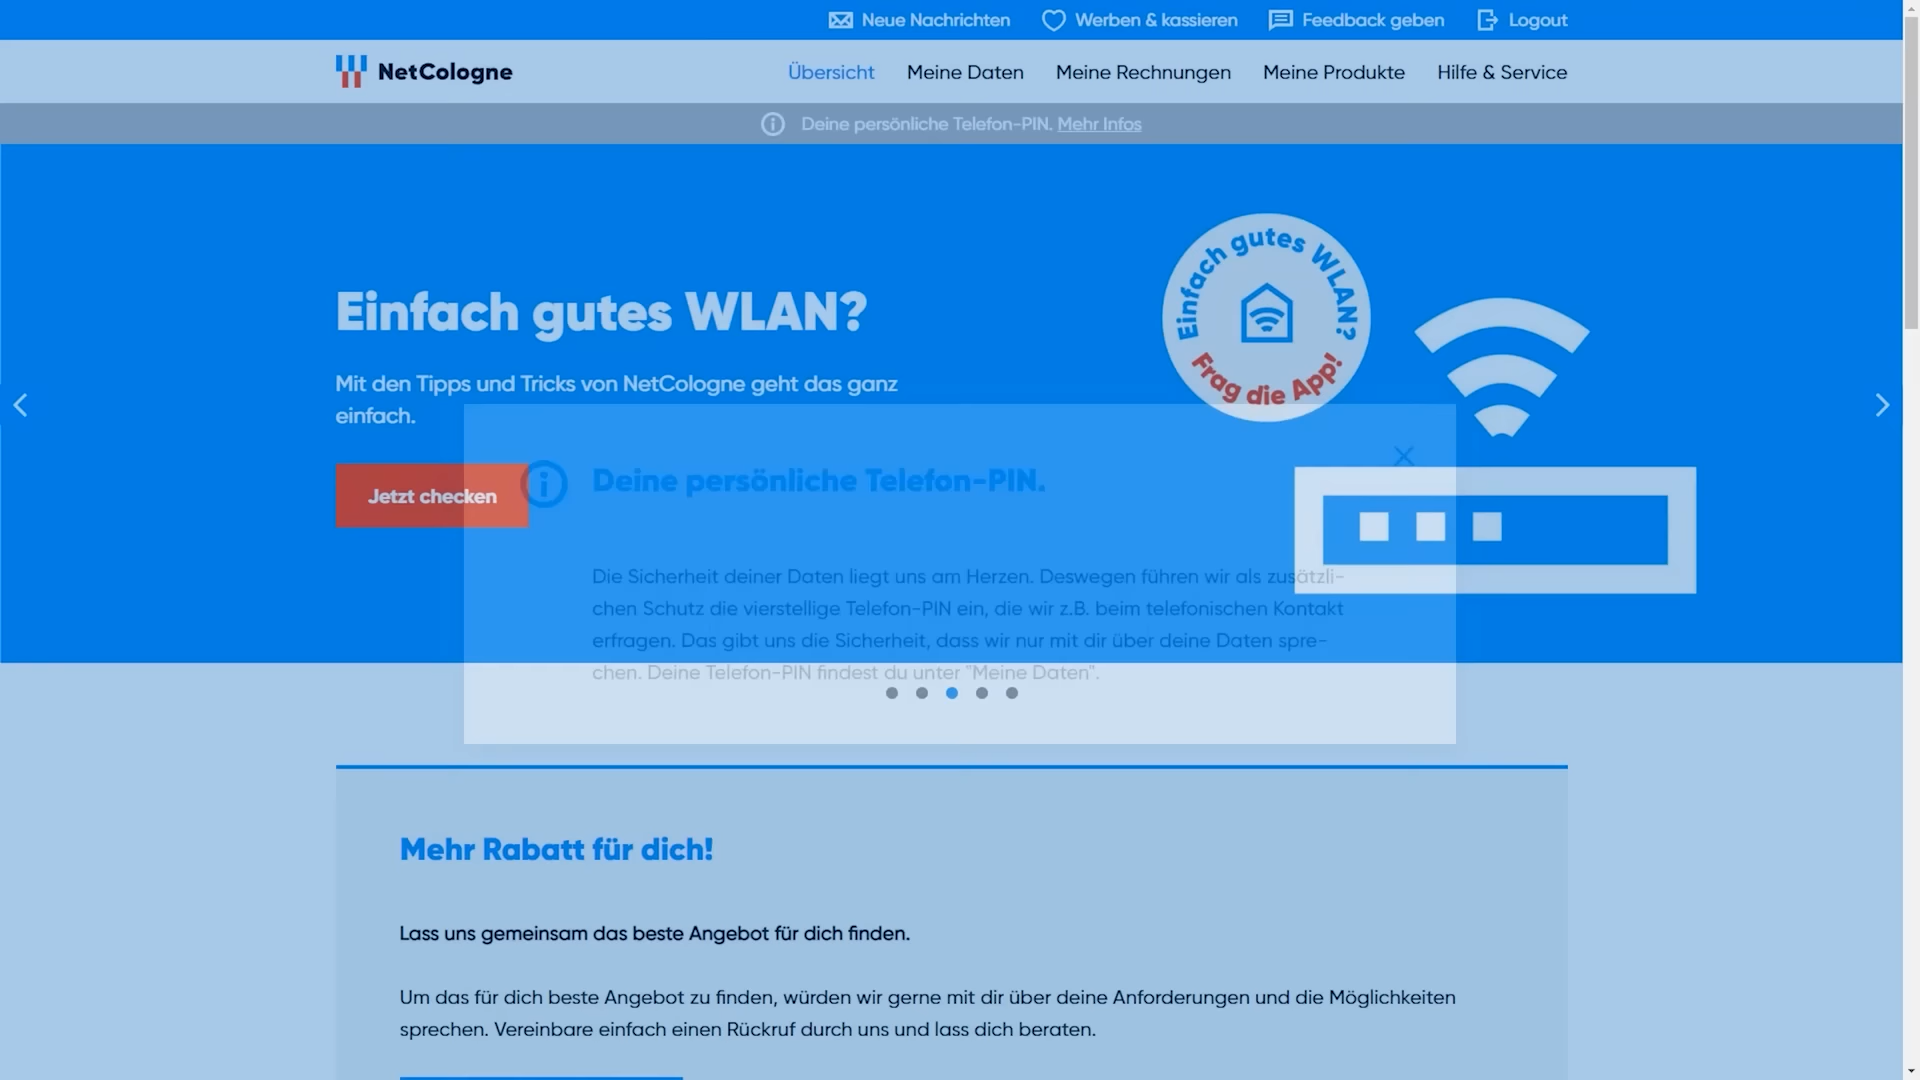 Neue Nachrichten Werben & kassieren Feedback geben Logout
NetCologne Übersicht Meine Daten Meine Rechnungen Meine Produkte Hilfe & Service
Deine persönliche Telefon-PIN. Mehr Infos
Einfach gutes WLAN?
Mit den Tipps und Tricks von NetCologne geht das ganz
einfach.
Jetzt checken
Einfach gutes WLAN?
Frag die App!
Deine persönliche Telefon-PIN.
Die Sicherheit deiner Daten liegt uns am Herzen. Deswegen führen wir als zusätzli-
chen Schutz die vierstellige Telefon-PIN ein, die wir z.B. beim telefonischen Kontakt
erfragen. Das gibt uns die Sicherheit, dass wir nur mit dir über deine Daten spre-
chen. Deine Telefon-PIN findest du unter "Meine Daten".
Mehr Rabatt für dich!
Lass uns gemeinsam das beste Angebot für dich finden.
Um das für dich beste Angebot zu finden, würden wir gerne mit dir über deine Anforderungen und die Möglichkeiten
sprechen. Vereinbare einfach einen Rückruf durch uns und lass dich beraten.